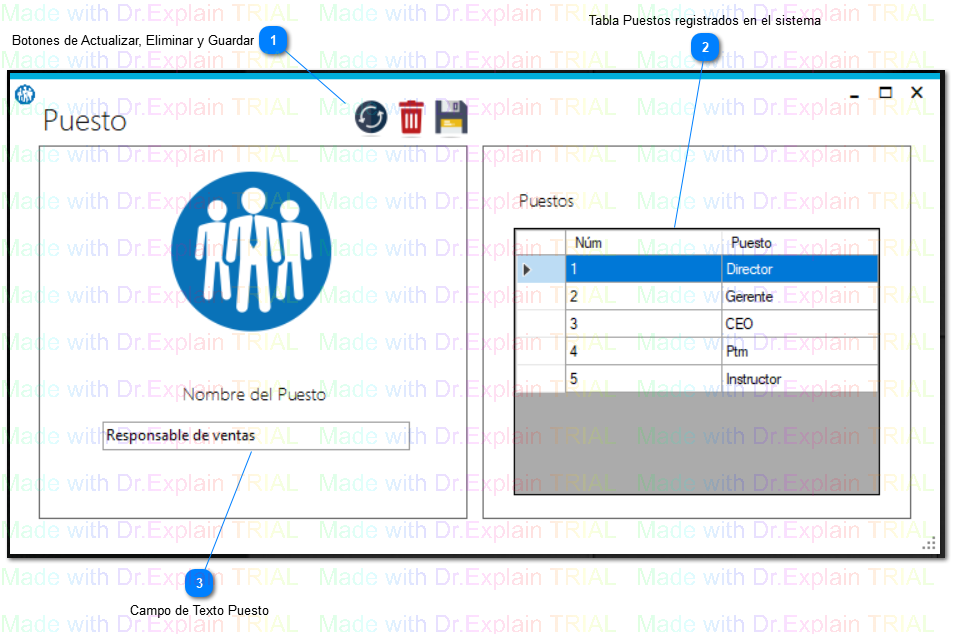 Tabla Puestos registrados en el sistema
Botones de Actualizar, Eliminar y Guardar 1
2
Puesto
Puestos
Núm Puesto
1 Director
2 Gerente
3 CEO
4 Ptm
5 Instructor
Nombre del Puesto
Responsable de ventas
3
Campo de Texto Puesto
Made with Dr.Explain TRIAL